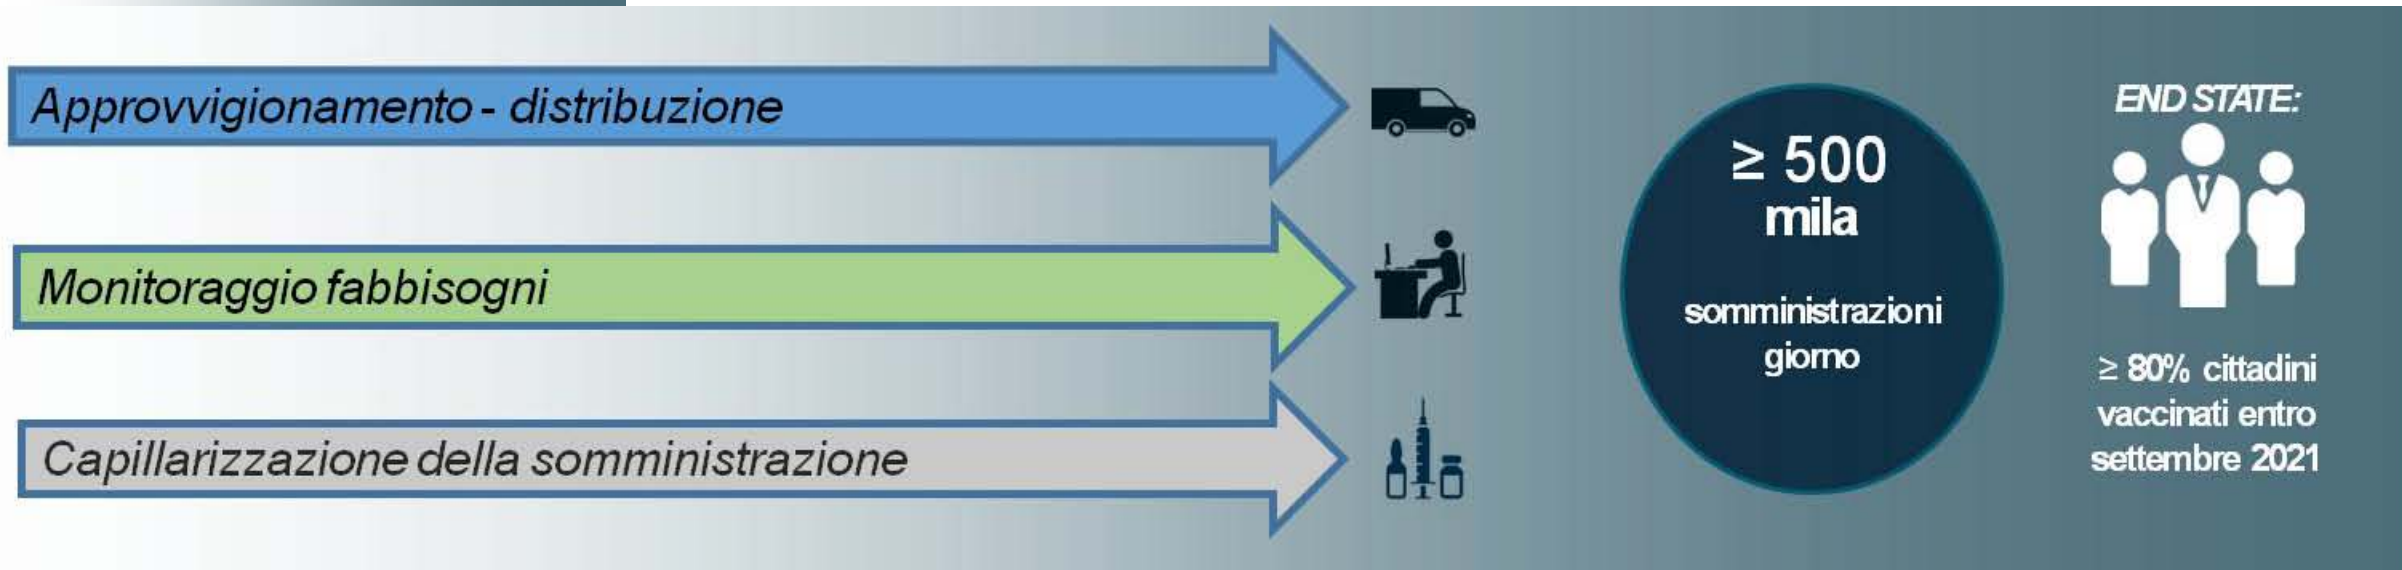 Approvvigionamento - distribuzione
Monitoraggio fabbisogni
Capillarizzazione della somministrazione
≥ 500
mila
somministrazioni
giorno
END STATE:
≥ 80% cittadini
vaccinati entro
settembre 2021